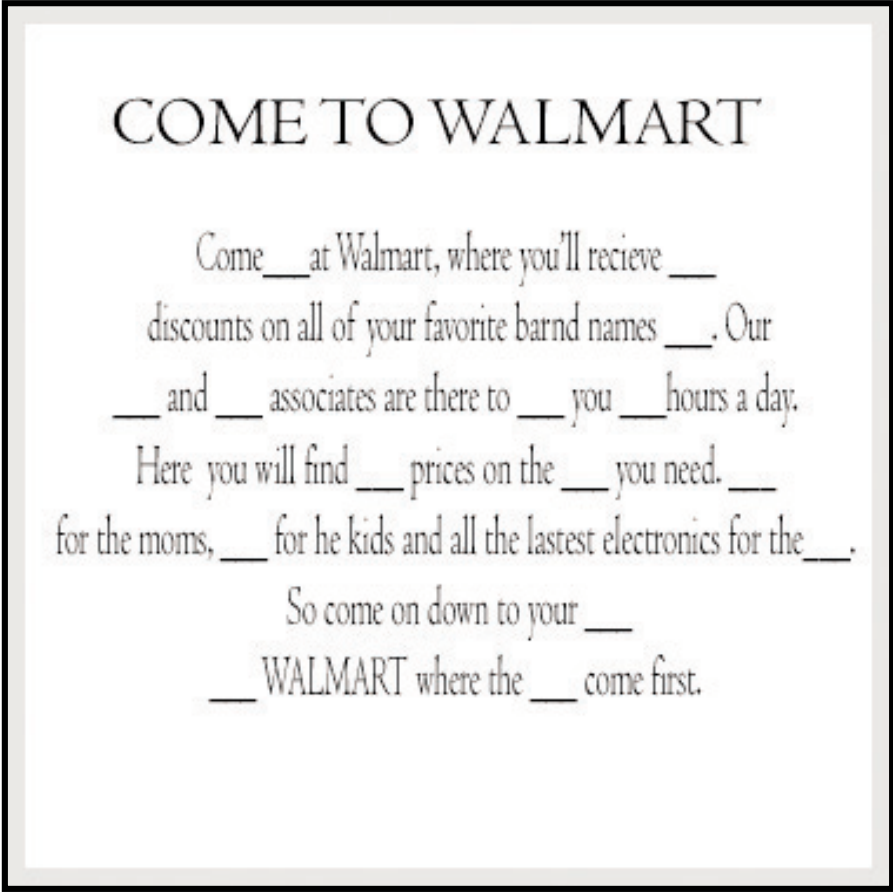 COME TO WALMART
Come___at Walmart, where you'll recieve ___
discounts on all of your favorite barnd names ___. Our
___ and ___ associates are there to ___ you ___hours a day.
Here you will find ___ prices on the ___ you need. ___
for the moms, ___ for he kids and all the lastest electronics for the___.
So come on down to your ___
___ WALMART where the ___ come first.